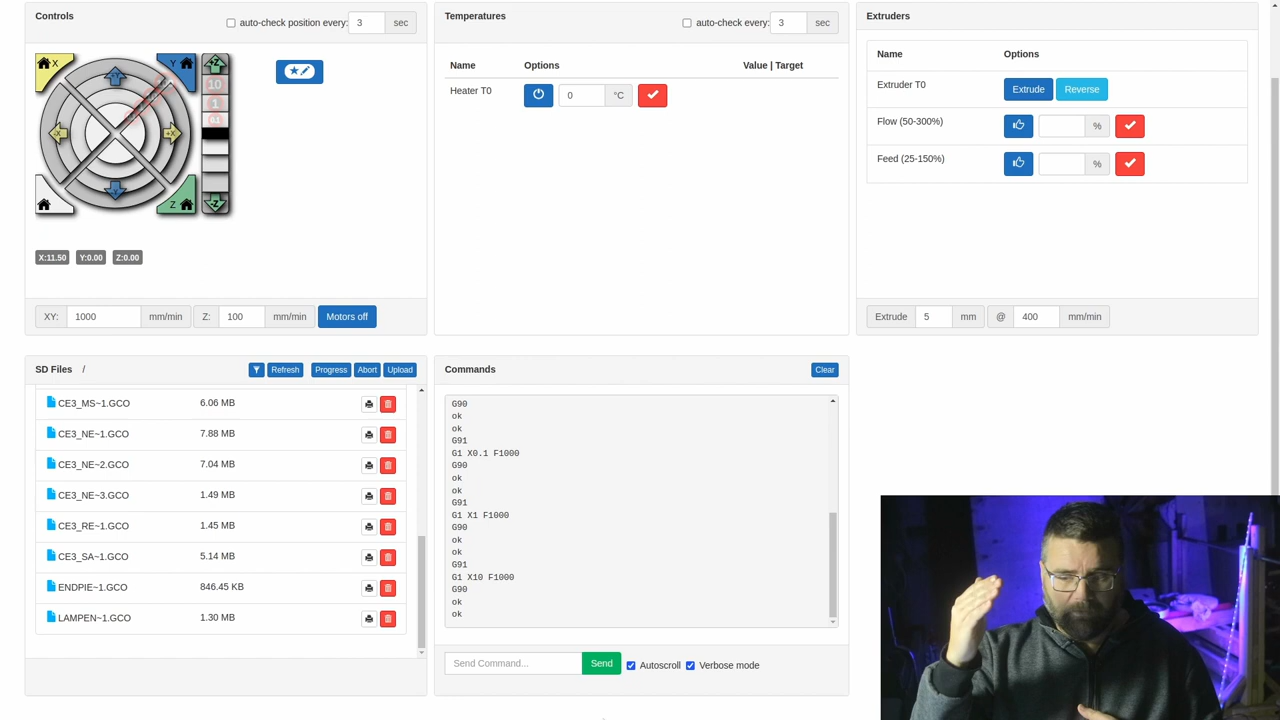 Controls
auto-check position every: 3 sec
X
Y
+Z
10
1
0.1
+Y
-X
+X
Z
-Z
X:11.50 Y:0.00 Z:0.00
XY: 1000 mm/min Z: 100 mm/min Motors off
Temperatures
auto-check every: 3 sec
Name Options Value | Target
Heater T0 0 °C
Extruders
Name Options
Extruder T0 Extrude Reverse
Flow (50-300%) %
Feed (25-150%) %
Extrude 5 mm @ 400 mm/min
SD Files / Refresh Progress Abort Upload
CE3_MS~1.GCO 6.06 MB
CE3_NE~1.GCO 7.88 MB
CE3_NE~2.GCO 7.04 MB
CE3_NE~3.GCO 1.49 MB
CE3_RE~1.GCO 1.45 MB
CE3_SA~1.GCO 5.14 MB
ENDPIE~1.GCO 846.45 KB
LAMPEN~1.GCO 1.30 MB
Commands Clear
G90
ok
ok
G91
G1 X0.1 F1000
G90
ok
ok
G91
G1 X1 F1000
G90
ok
ok
G91
G1 X10 F1000
G90
ok
ok
Send Command... Send Autoscroll Verbose mode